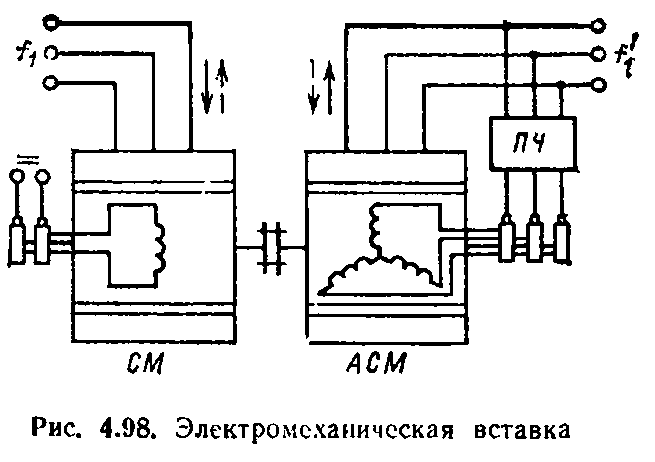 f₁
f₁'
ПЧ
СМ
АСМ
Рис. 4.98. Электромеханическая вставка